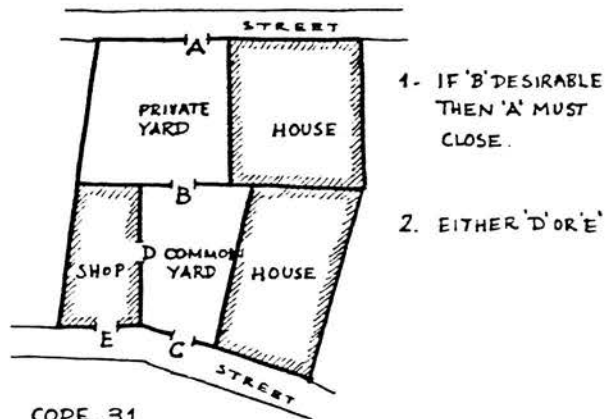 STREET
A
1- IF 'B' DESIRABLE
THEN 'A' MUST
CLOSE.
PRIVATE
YARD
HOUSE
B
2. EITHER 'D' OR 'E'
D COMMON
YARD
SHOP
HOUSE
E
C
STREET
CODE 31